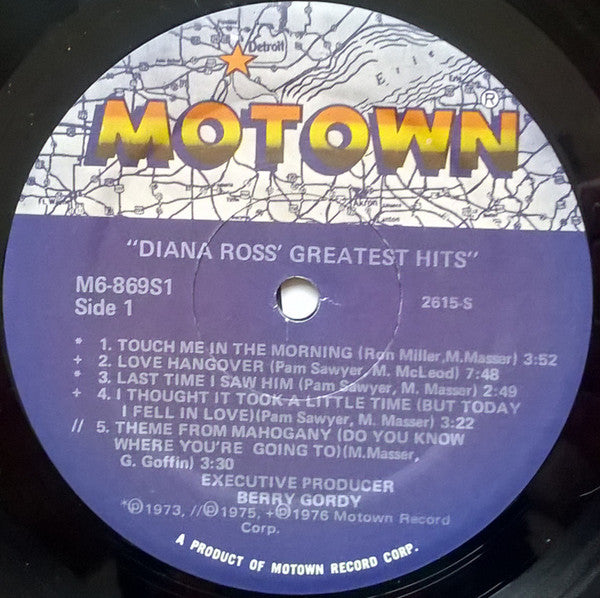 Detroit
Erie
MOTOWN®
Akron
"DIANA ROSS' GREATEST HITS"
M6-869S1
Side 1
2615-S
* 1. TOUCH ME IN THE MORNING (Ron Miller,M.Masser) 3:52
+ 2. LOVE HANGOVER (Pam Sawyer, M. McLeod) 7:48
* 3. LAST TIME I SAW HIM (Pam Sawyer, M. Masser) 2:49
+ 4. I THOUGHT IT TOOK A LITTLE TIME (BUT TODAY
I FELL IN LOVE)(Pam Sawyer, M. Masser) 3:22
// 5. THEME FROM MAHOGANY (DO YOU KNOW
WHERE YOU'RE GOING TO)(M.Masser,
G. Goffin) 3:30
EXECUTIVE PRODUCER
BERRY GORDY
*℗1973, //℗1975, +℗1976 Motown Record
Corp.
A PRODUCT OF MOTOWN RECORD CORP.